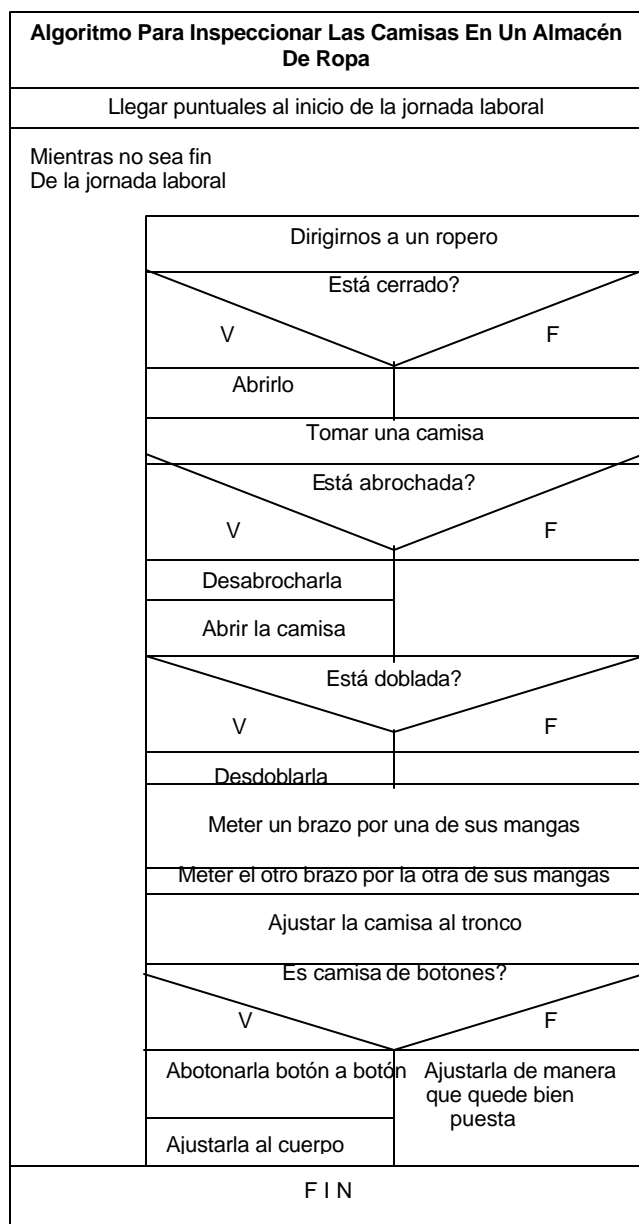 Algoritmo Para Inspeccionar Las Camisas En Un Almacén
De Ropa
Llegar puntuales al inicio de la jornada laboral
Mientras no sea fin
De la jornada laboral
Dirigirnos a un ropero
Está cerrado?
V F
Abrirlo
Tomar una camisa
Está abrochada?
V F
Desabrocharla
Abrir la camisa
Está doblada?
V F
Desdoblarla
Meter un brazo por una de sus mangas
Meter el otro brazo por la otra de sus mangas
Ajustar la camisa al tronco
Es camisa de botones?
V F
Abotonarla botón a botón
Ajustarla al cuerpo
Ajustarla de manera
que quede bien
puesta
F I N